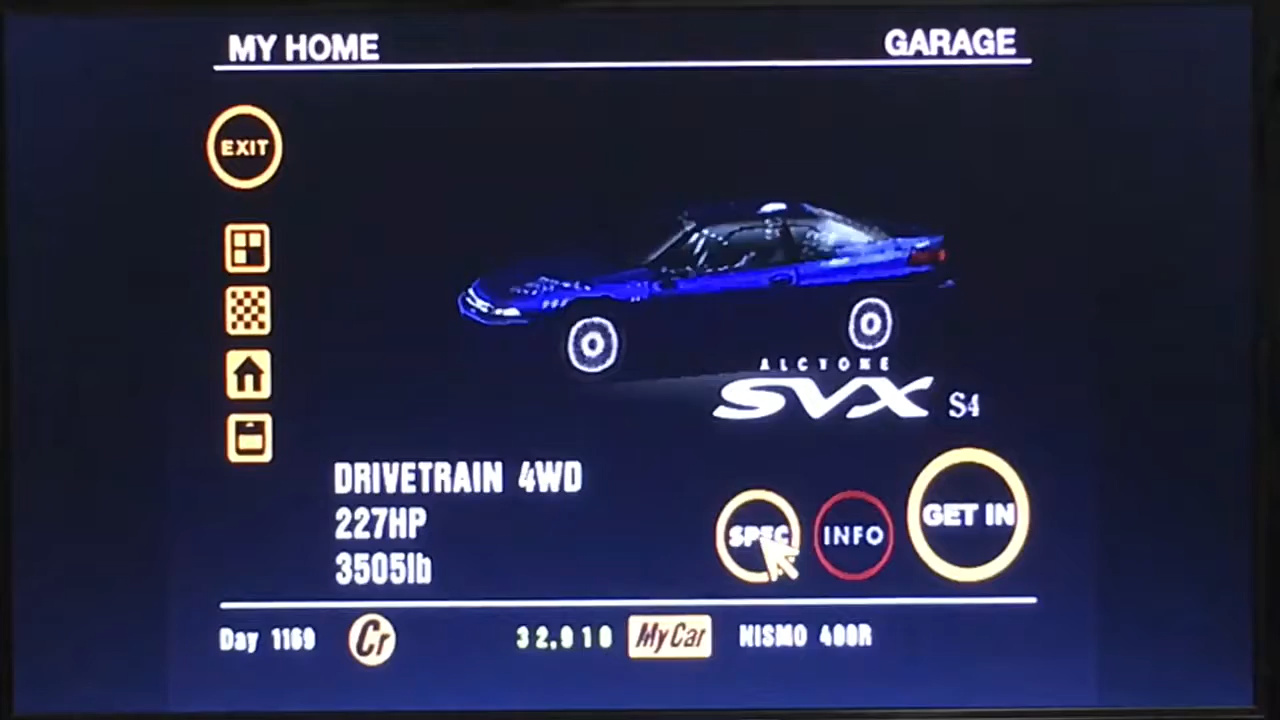 MY HOME
GARAGE
EXIT
ALCYONE
SVX S4
DRIVETRAIN 4WD
227HP
3505lb
SPEC
INFO
GET IN
Day 1169
Cr
32,810
MyCar
NISMO 400R